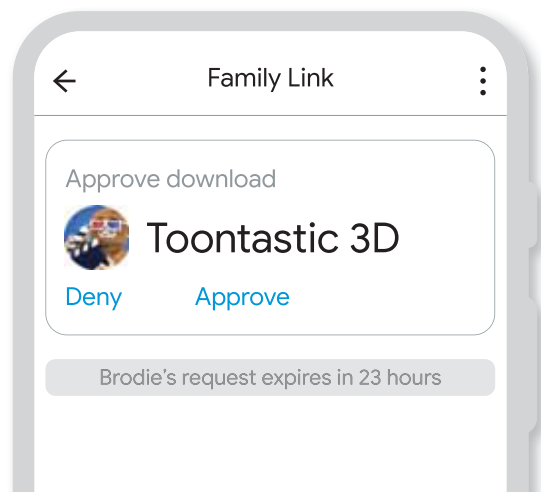 Family Link
Approve download
Toontastic 3D
Deny Approve
Brodie's request expires in 23 hours